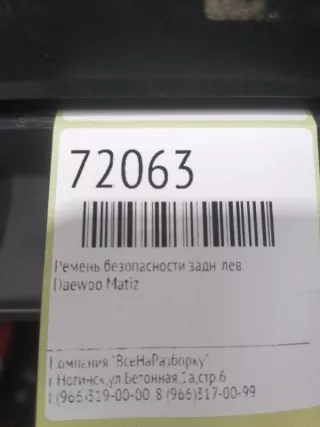 72063
Ремень безопасности задн лев
Daewoo Matiz
Компания "ВсеНаРазборку"
г.Ногинск,ул.Бетонная,1а,стр.6
8(966)319-00-00, 8(966)317-00-99